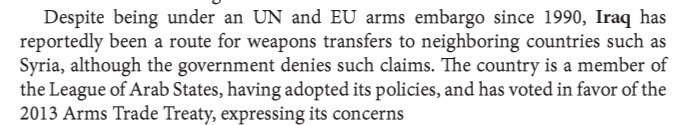 Despite being under an UN and EU arms embargo since 1990, Iraq has
reportedly been a route for weapons transfers to neighboring countries such as
Syria, although the government denies such claims. The country is a member of
the League of Arab States, having adopted its policies, and has voted in favor of the
2013 Arms Trade Treaty, expressing its concerns